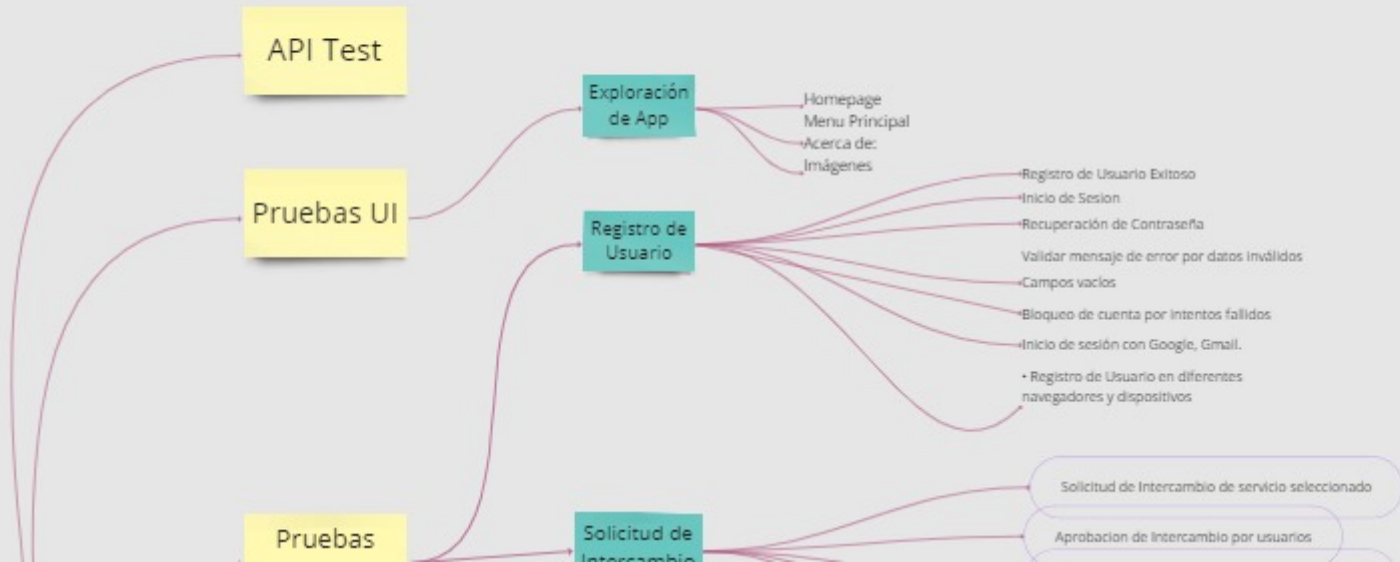 API Test
Pruebas UI
Exploración
de App
Homepage
Menu Principal
Acerca de:
Imágenes
Registro de
Usuario
Registro de Usuario Exitoso
Inicio de Sesion
Recuperación de Contraseña
Validar mensaje de error por datos inválidos
Campos vacíos
Bloqueo de cuenta por intentos fallidos
Inicio de sesión con Google, Gmail.
• Registro de Usuario en diferentes
navegadores y dispositivos
Pruebas
Solicitud de
Intercambio
Solicitud de Intercambio de servicio seleccionado
Aprobacion de Intercambio por usuarios